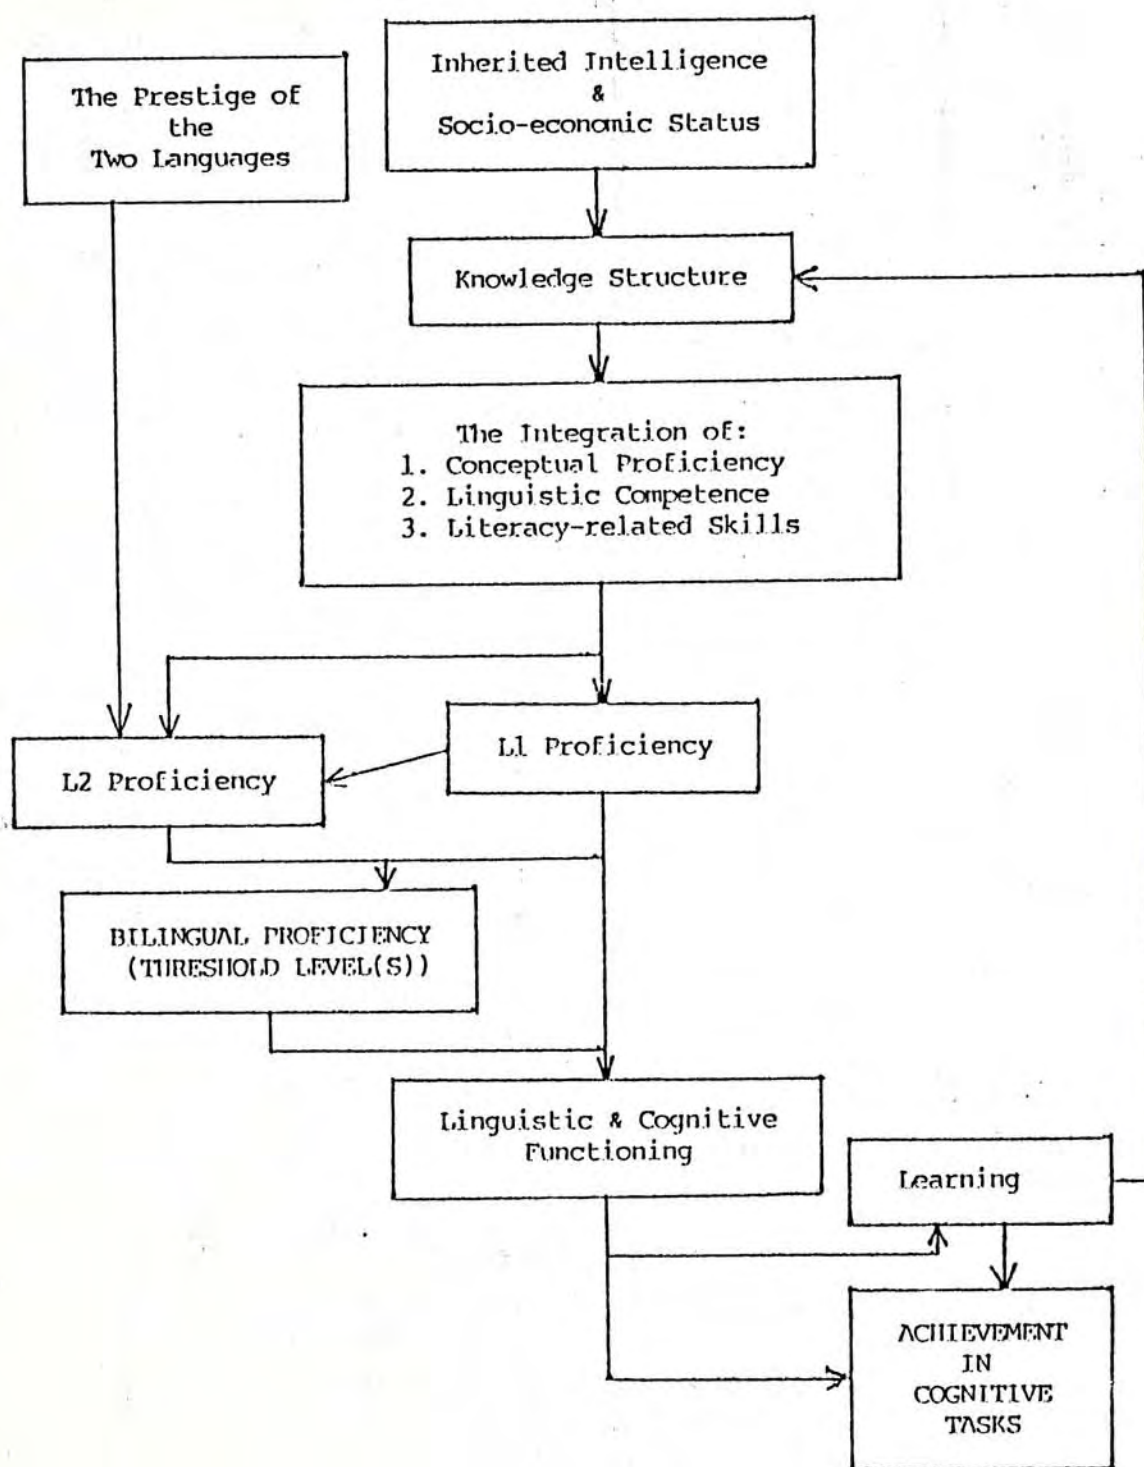 The Prestige of
the
Two Languages
Inherited Intelligence
&
Socio-economic Status
Knowledge Structure
The Integration of:
1. Conceptual Proficiency
2. Linguistic Competence
3. Literacy-related Skills
L1 Proficiency
L2 Proficiency
BILINGUAL PROFICIENCY
(THRESHOLD LEVEL(S))
Linguistic & Cognitive
Functioning
Learning
ACHIEVEMENT
IN
COGNITIVE
TASKS